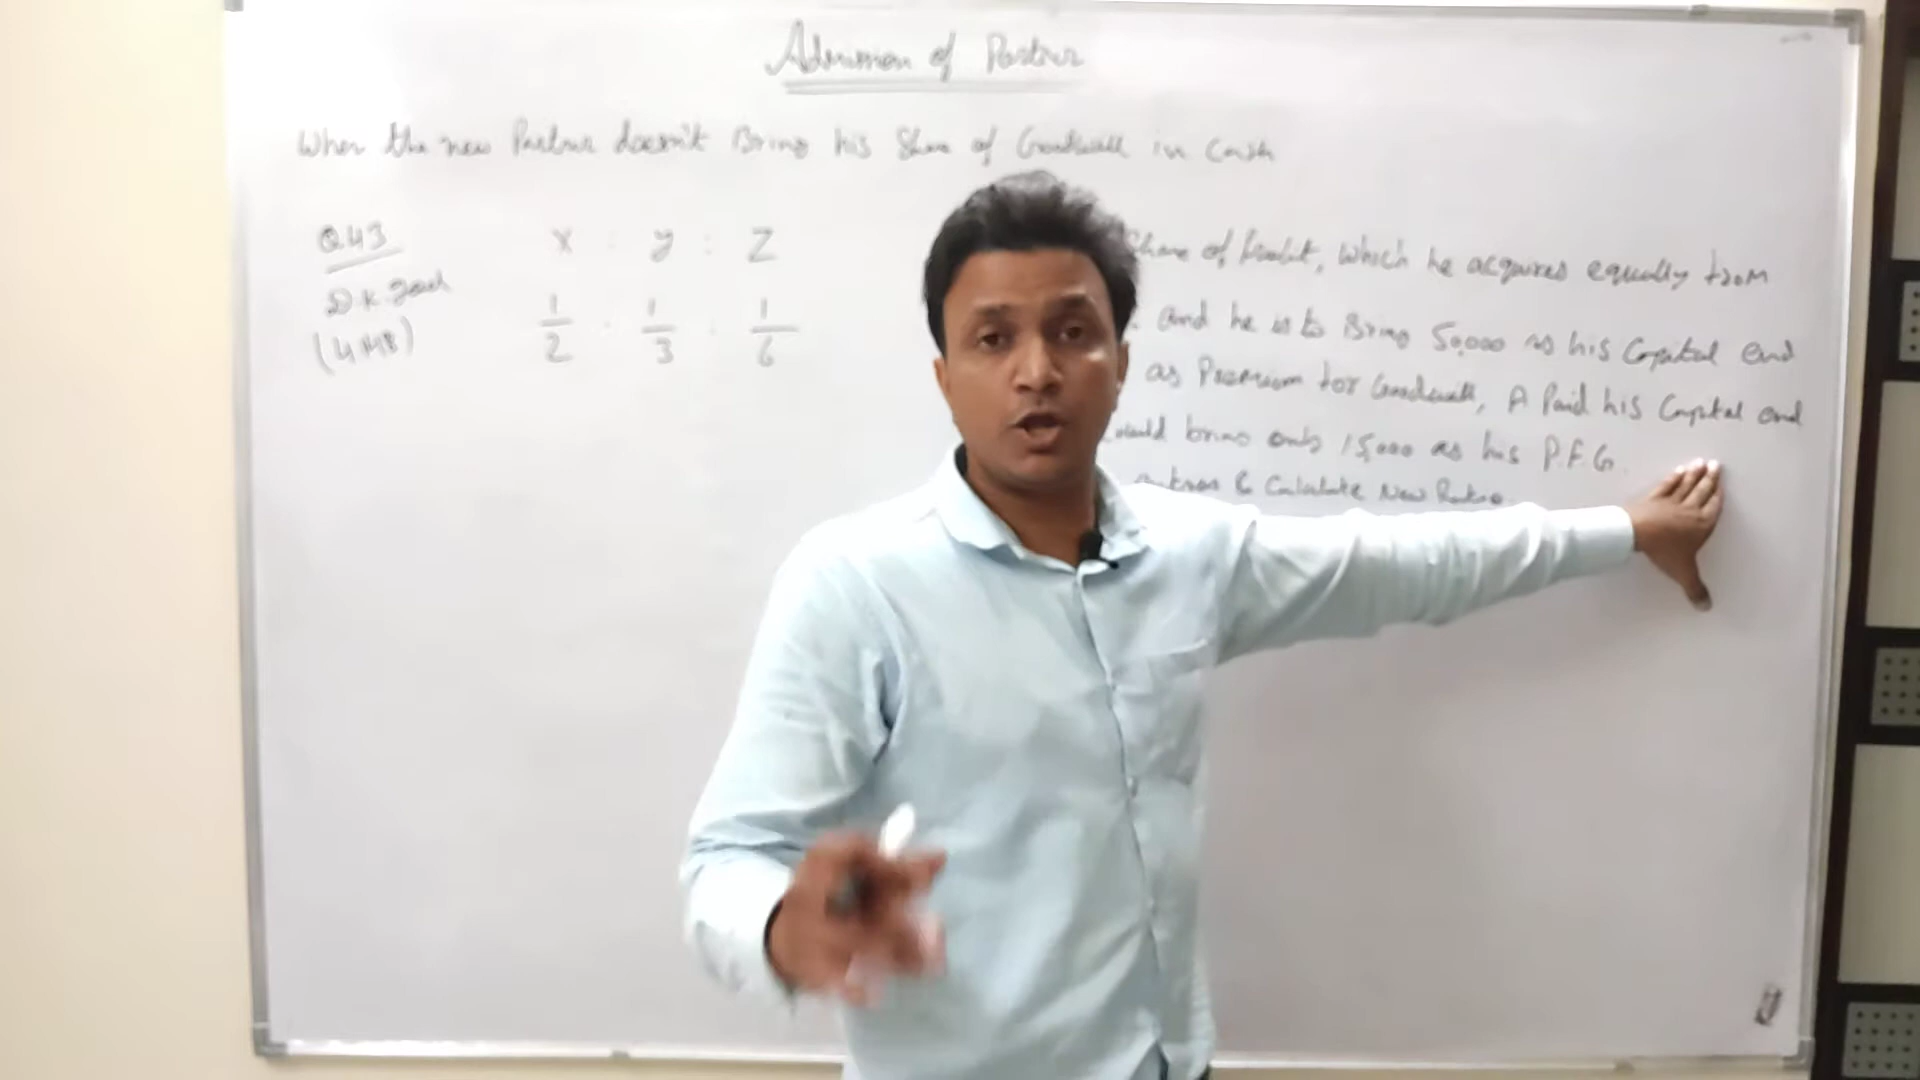 Admission of Partner
When the new Partner doesn't Bring his Share of Goodwill in Cash
Q.43
D.K. Goel
(4 MB)
X : Y : Z
1/2 : 1/3 : 1/6
Share of Profit, Which he acquires equally from
and he is to Bring 50,000 as his Capital and
as Premium for Goodwill, A Paid his Capital and
Could bring only 15,000 as his P.F.G.
& Calculate New Ratio.